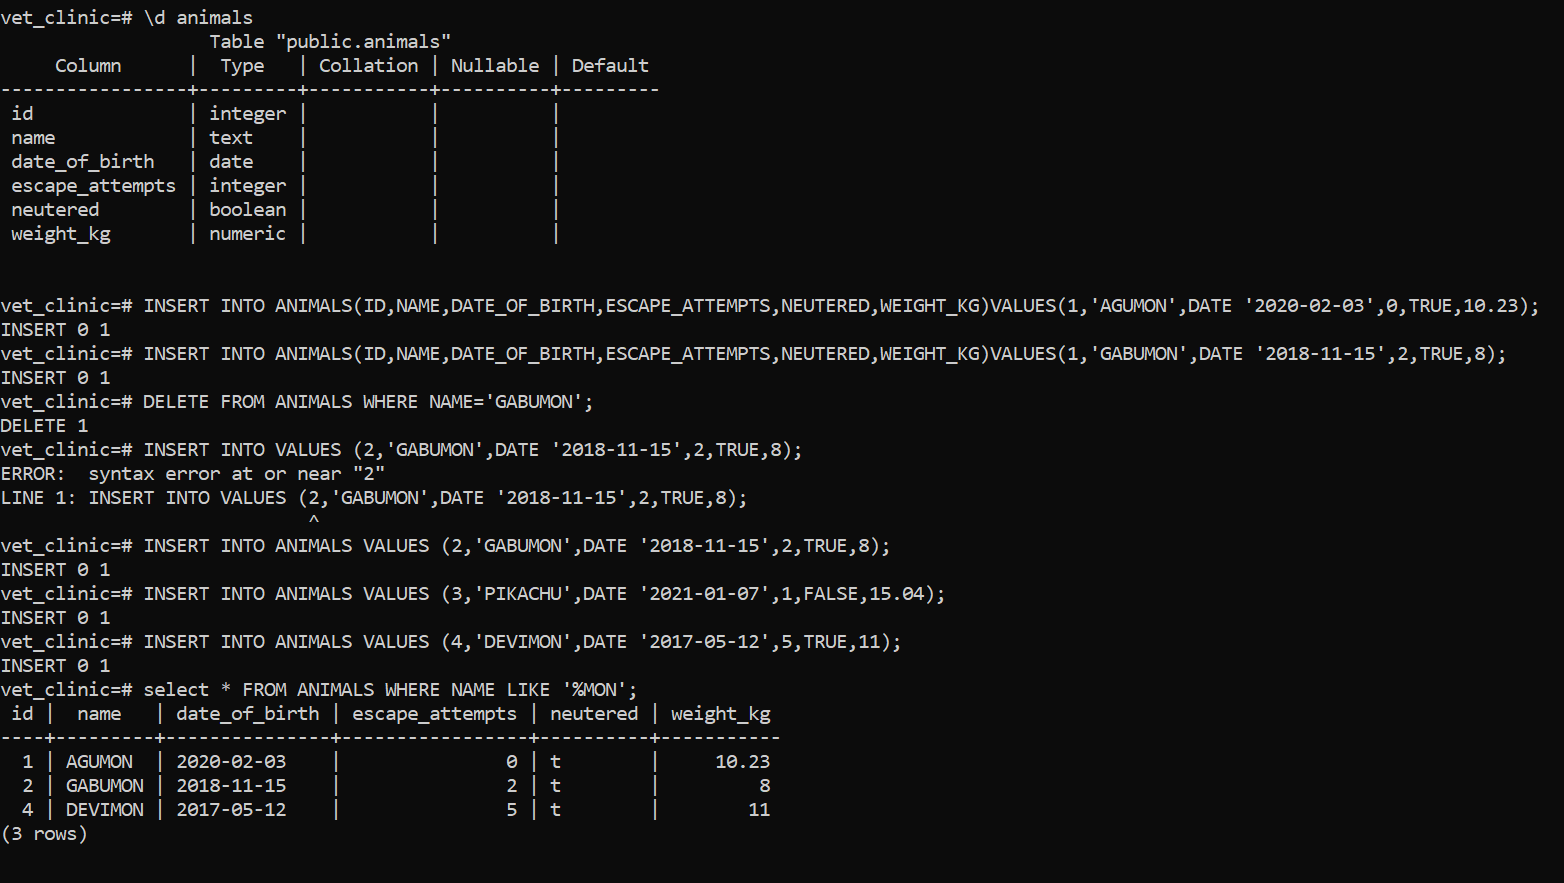 vet_clinic=# \d animals
                   Table "public.animals"
     Column      |  Type   | Collation | Nullable | Default
-----------------+---------+-----------+----------+---------
 id              | integer |           |          |
 name            | text    |           |          |
 date_of_birth   | date    |           |          |
 escape_attempts | integer |           |          |
 neutered        | boolean |           |          |
 weight_kg       | numeric |           |          |
vet_clinic=# INSERT INTO ANIMALS(ID,NAME,DATE_OF_BIRTH,ESCAPE_ATTEMPTS,NEUTERED,WEIGHT_KG)VALUES(1,'AGUMON',DATE '2020-02-03',0,TRUE,10.23);
INSERT 0 1
vet_clinic=# INSERT INTO ANIMALS(ID,NAME,DATE_OF_BIRTH,ESCAPE_ATTEMPTS,NEUTERED,WEIGHT_KG)VALUES(1,'GABUMON',DATE '2018-11-15',2,TRUE,8);
INSERT 0 1
vet_clinic=# DELETE FROM ANIMALS WHERE NAME='GABUMON';
DELETE 1
vet_clinic=# INSERT INTO VALUES (2,'GABUMON',DATE '2018-11-15',2,TRUE,8);
ERROR:  syntax error at or near "2"
LINE 1: INSERT INTO VALUES (2,'GABUMON',DATE '2018-11-15',2,TRUE,8);
                            ^
vet_clinic=# INSERT INTO ANIMALS VALUES (2,'GABUMON',DATE '2018-11-15',2,TRUE,8);
INSERT 0 1
vet_clinic=# INSERT INTO ANIMALS VALUES (3,'PIKACHU',DATE '2021-01-07',1,FALSE,15.04);
INSERT 0 1
vet_clinic=# INSERT INTO ANIMALS VALUES (4,'DEVIMON',DATE '2017-05-12',5,TRUE,11);
INSERT 0 1
vet_clinic=# select * FROM ANIMALS WHERE NAME LIKE '%MON';
 id |  name   | date_of_birth | escape_attempts | neutered | weight_kg
----+---------+---------------+-----------------+----------+-----------
  1 | AGUMON  | 2020-02-03    |               0 | t        |     10.23
  2 | GABUMON | 2018-11-15    |               2 | t        |         8
  4 | DEVIMON | 2017-05-12    |               5 | t        |        11
(3 rows)